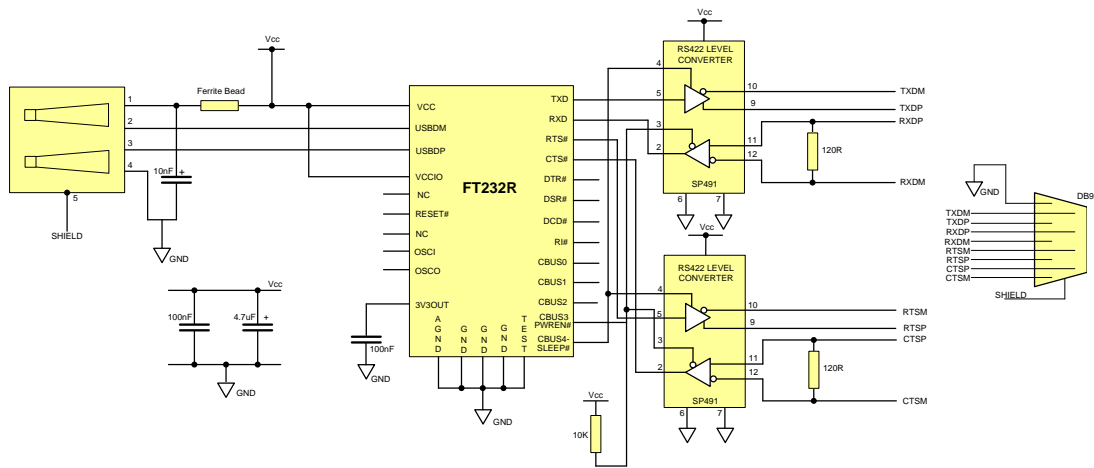 Vcc
Ferrite Bead
1
2
3
4
5
10nF +
SHIELD
GND
Vcc
100nF
4.7uF +
GND
FT232R
VCC
USBDM
USBDP
VCCIO
NC
RESET#
NC
OSCI
OSCO
3V3OUT
100nF
GND
AGND
GND
GND
GND
TEST
GND
TXD
RXD
RTS#
CTS#
DTR#
DSR#
DCD#
RI#
CBUS0
CBUS1
CBUS2
CBUS3
PWREN#
CBUS4-
SLEEP#
Vcc
10K
Vcc
RS422 LEVEL
CONVERTER
4
5
3
2
10
9
11
12
SP491
6
7
TXDM
TXDP
RXDP
120R
RXDM
Vcc
RS422 LEVEL
CONVERTER
4
5
3
2
10
9
11
12
SP491
6
7
RTSM
RTSP
CTSP
120R
CTSM
GND
DB9
TXDM
TXDP
RXDP
RXDM
RTSM
RTSP
CTSP
CTSM
SHIELD